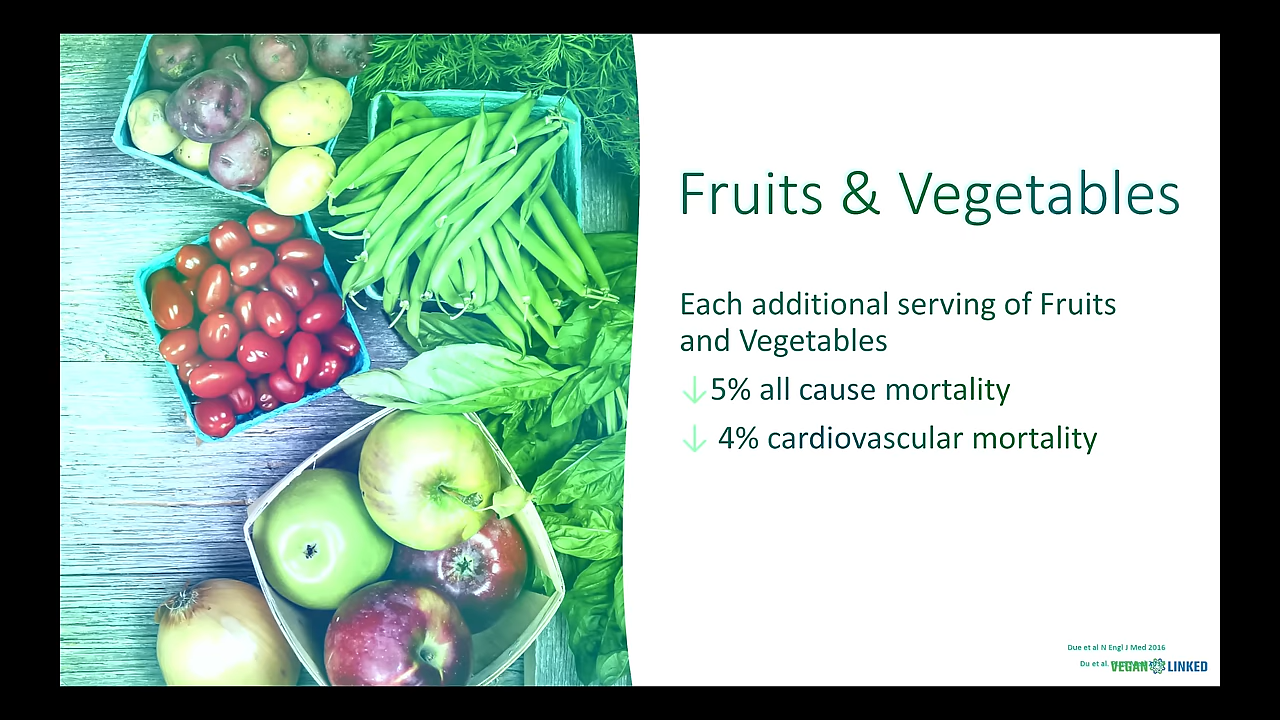 Fruits & Vegetables
Each additional serving of Fruits
and Vegetables
↓5% all cause mortality
↓ 4% cardiovascular mortality
Due et al N Engl J Med 2016
Du et al.
VEGAN LINKED